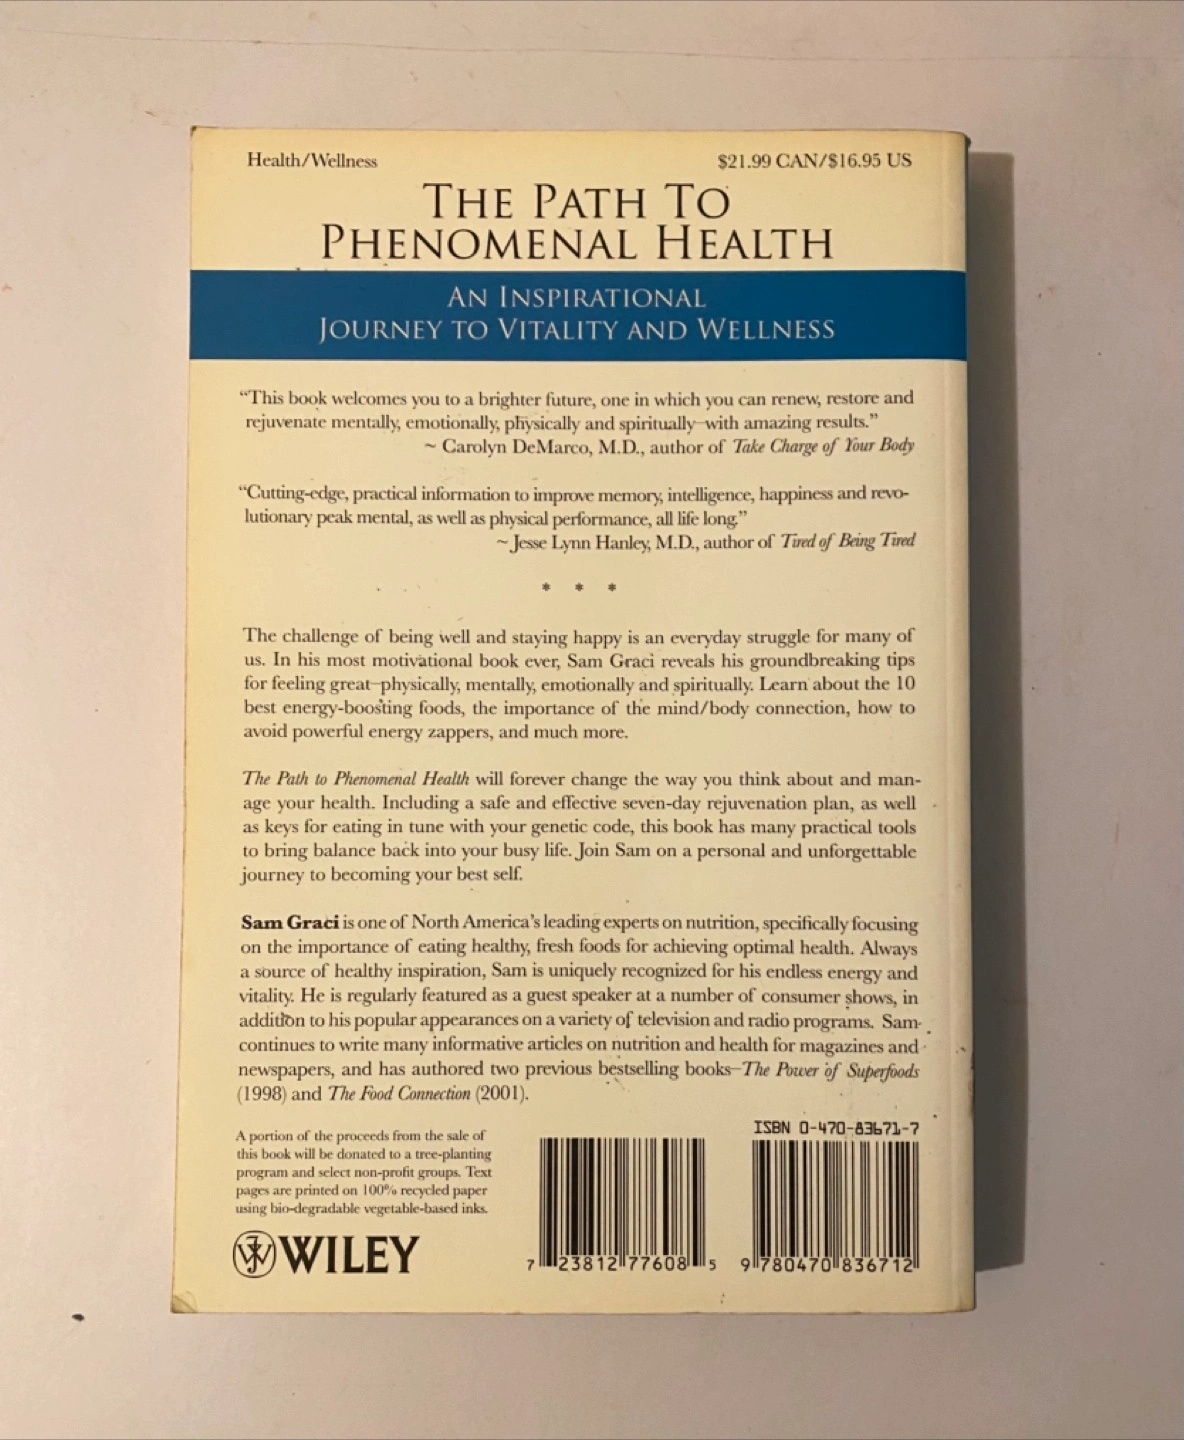 Health/Wellness $21.99 CAN/$16.95 US
THE PATH TO
PHENOMENAL HEALTH
AN INSPIRATIONAL
JOURNEY TO VITALITY AND WELLNESS
“This book welcomes you to a brighter future, one in which you can renew, restore and
rejuvenate mentally, emotionally, physically and spiritually–with amazing results.”
~ Carolyn DeMarco, M.D., author of Take Charge of Your Body
“Cutting-edge, practical information to improve memory, intelligence, happiness and revo-
lutionary peak mental, as well as physical performance, all life long.”
~ Jesse Lynn Hanley, M.D., author of Tired of Being Tired
* * *
The challenge of being well and staying happy is an everyday struggle for many of
us. In his most motivational book ever, Sam Graci reveals his groundbreaking tips
for feeling great–physically, mentally, emotionally and spiritually. Learn about the 10
best energy-boosting foods, the importance of the mind/body connection, how to
avoid powerful energy zappers, and much more.
The Path to Phenomenal Health will forever change the way you think about and man-
age your health. Including a safe and effective seven-day rejuvenation plan, as well
as keys for eating in tune with your genetic code, this book has many practical tools
to bring balance back into your busy life. Join Sam on a personal and unforgettable
journey to becoming your best self.
Sam Graci is one of North America’s leading experts on nutrition, specifically focusing
on the importance of eating healthy, fresh foods for achieving optimal health. Always
a source of healthy inspiration, Sam is uniquely recognized for his endless energy and
vitality. He is regularly featured as a guest speaker at a number of consumer shows, in
addition to his popular appearances on a variety of television and radio programs. Sam
continues to write many informative articles on nutrition and health for magazines and
newspapers, and has authored two previous bestselling books–The Power of Superfoods
(1998) and The Food Connection (2001).
A portion of the proceeds from the sale of
this book will be donated to a tree-planting
program and select non-profit groups. Text
pages are printed on 100% recycled paper
using bio-degradable vegetable-based inks.
WILEY
7 23812 77608 5
ISBN 0-470-83671-7
9 780470 836712